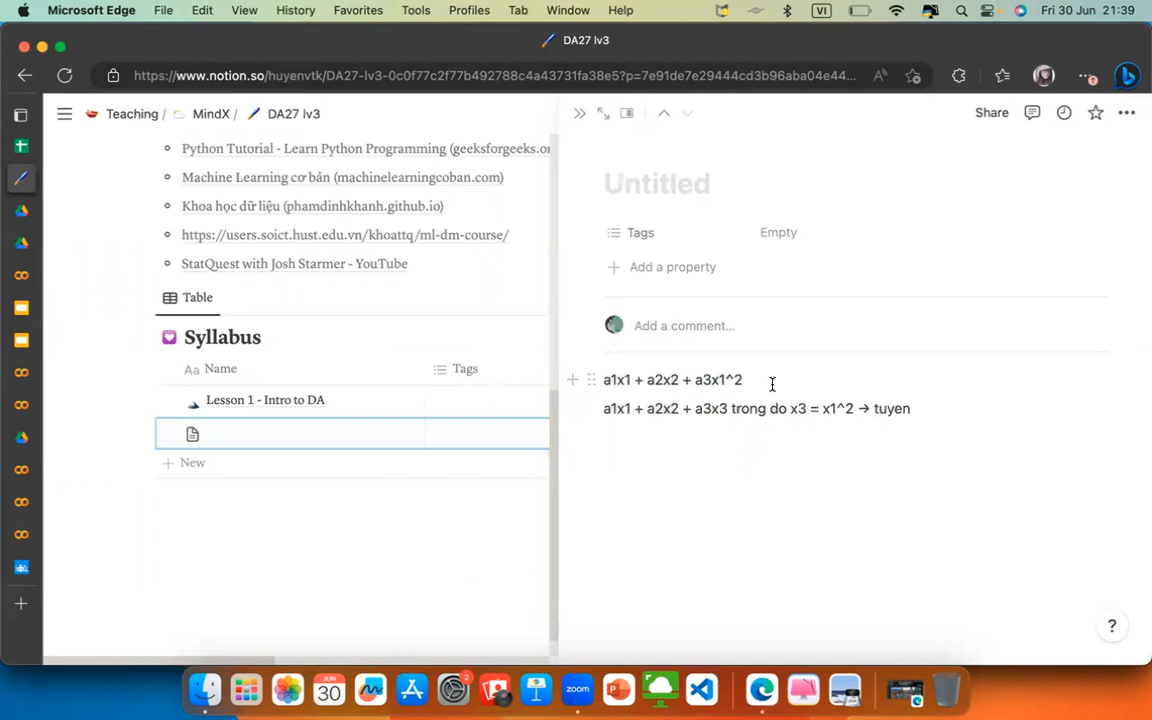 Microsoft Edge File Edit View History Favorites Tools Profiles Tab Window Help VI Fri 30 Jun 21:39
DA27 lv3
https://www.notion.so/huyenvtk/DA27-lv3-0c0f77c2f77b492788c4a43731fa38e5?p=7e91de7e29444cd3b96aba04e44...
Teaching / MindX / DA27 lv3
Share
Python Tutorial - Learn Python Programming (geeksforgeeks.or
Machine Learning cơ bản (machinelearningcoban.com)
Khoa học dữ liệu (phamdinhkhanh.github.io)
https://users.soict.hust.edu.vn/khoattq/ml-dm-course/
StatQuest with Josh Starmer - YouTube
Table
Syllabus
Aa Name Tags
Lesson 1 - Intro to DA
New
Untitled
Tags Empty
Add a property
Add a comment...
a1x1 + a2x2 + a3x1^2
a1x1 + a2x2 + a3x3 trong do x3 = x1^2 → tuyen
?
JUN
30
2
zoom